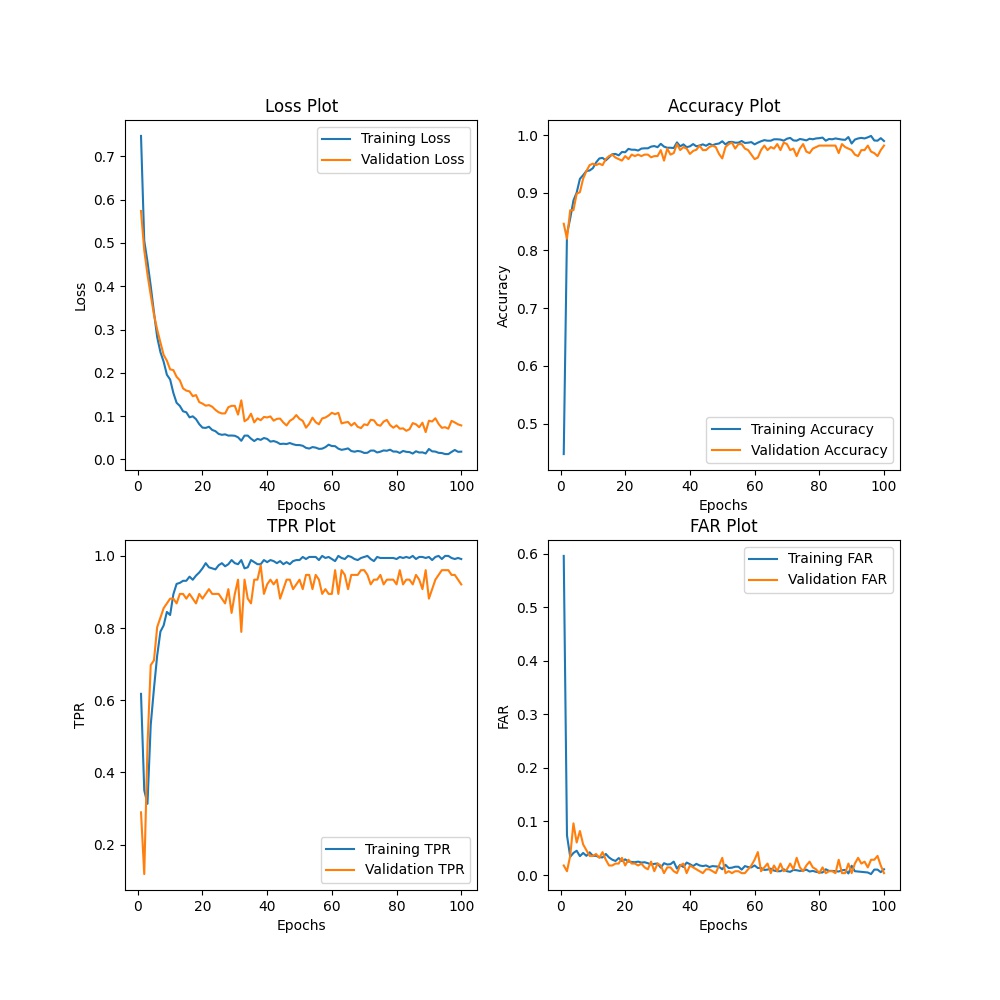 Loss Plot
Training Loss
Validation Loss
0.7
0.6
0.5
0.4
0.3
0.2
0.1
0.0
Loss
0 20 40 60 80 100
Epochs
Accuracy Plot
1.0
0.9
0.8
0.7
0.6
0.5
Accuracy
Training Accuracy
Validation Accuracy
0 20 40 60 80 100
Epochs
TPR Plot
1.0
0.8
0.6
0.4
0.2
TPR
Training TPR
Validation TPR
0 20 40 60 80 100
Epochs
FAR Plot
Training FAR
Validation FAR
0.6
0.5
0.4
0.3
0.2
0.1
0.0
FAR
0 20 40 60 80 100
Epochs